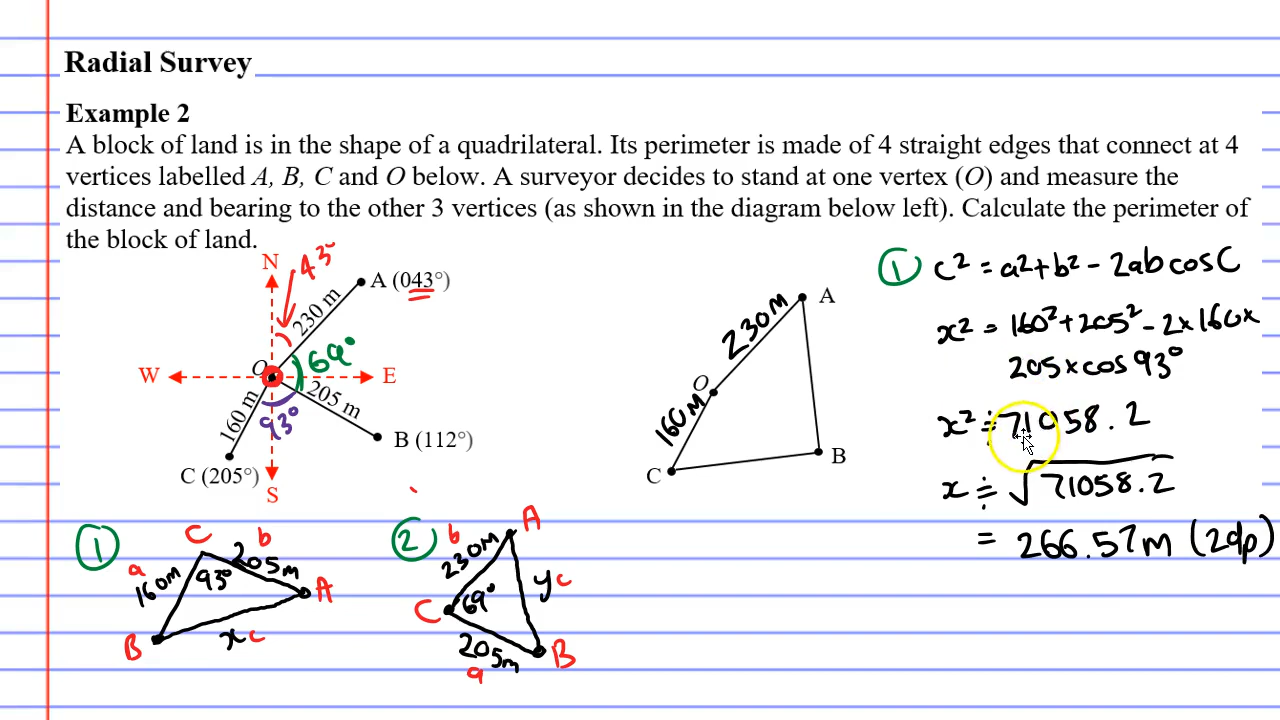 Radial Survey
Example 2
A block of land is in the shape of a quadrilateral. Its perimeter is made of 4 straight edges that connect at 4
vertices labelled A, B, C and O below. A surveyor decides to stand at one vertex (O) and measure the
distance and bearing to the other 3 vertices (as shown in the diagram below left). Calculate the perimeter of
the block of land.
N
43°
A (043°)
230 m
69°
O
W
E
205 m
160 m
93°
B (112°)
C (205°)
S
A
230m
O
160m
B
C
① c² = a² + b² - 2ab cos C
x² = 160² + 205² - 2 × 160 ×
205 × cos 93°
x² ≑ 71058.2
x ≑ √71058.2
= 266.57m (2dp)
①
C
b
205m
a
160m
93°
A
B
x
c
②
A
b
230m
y
c
C
69°
205m
a
B